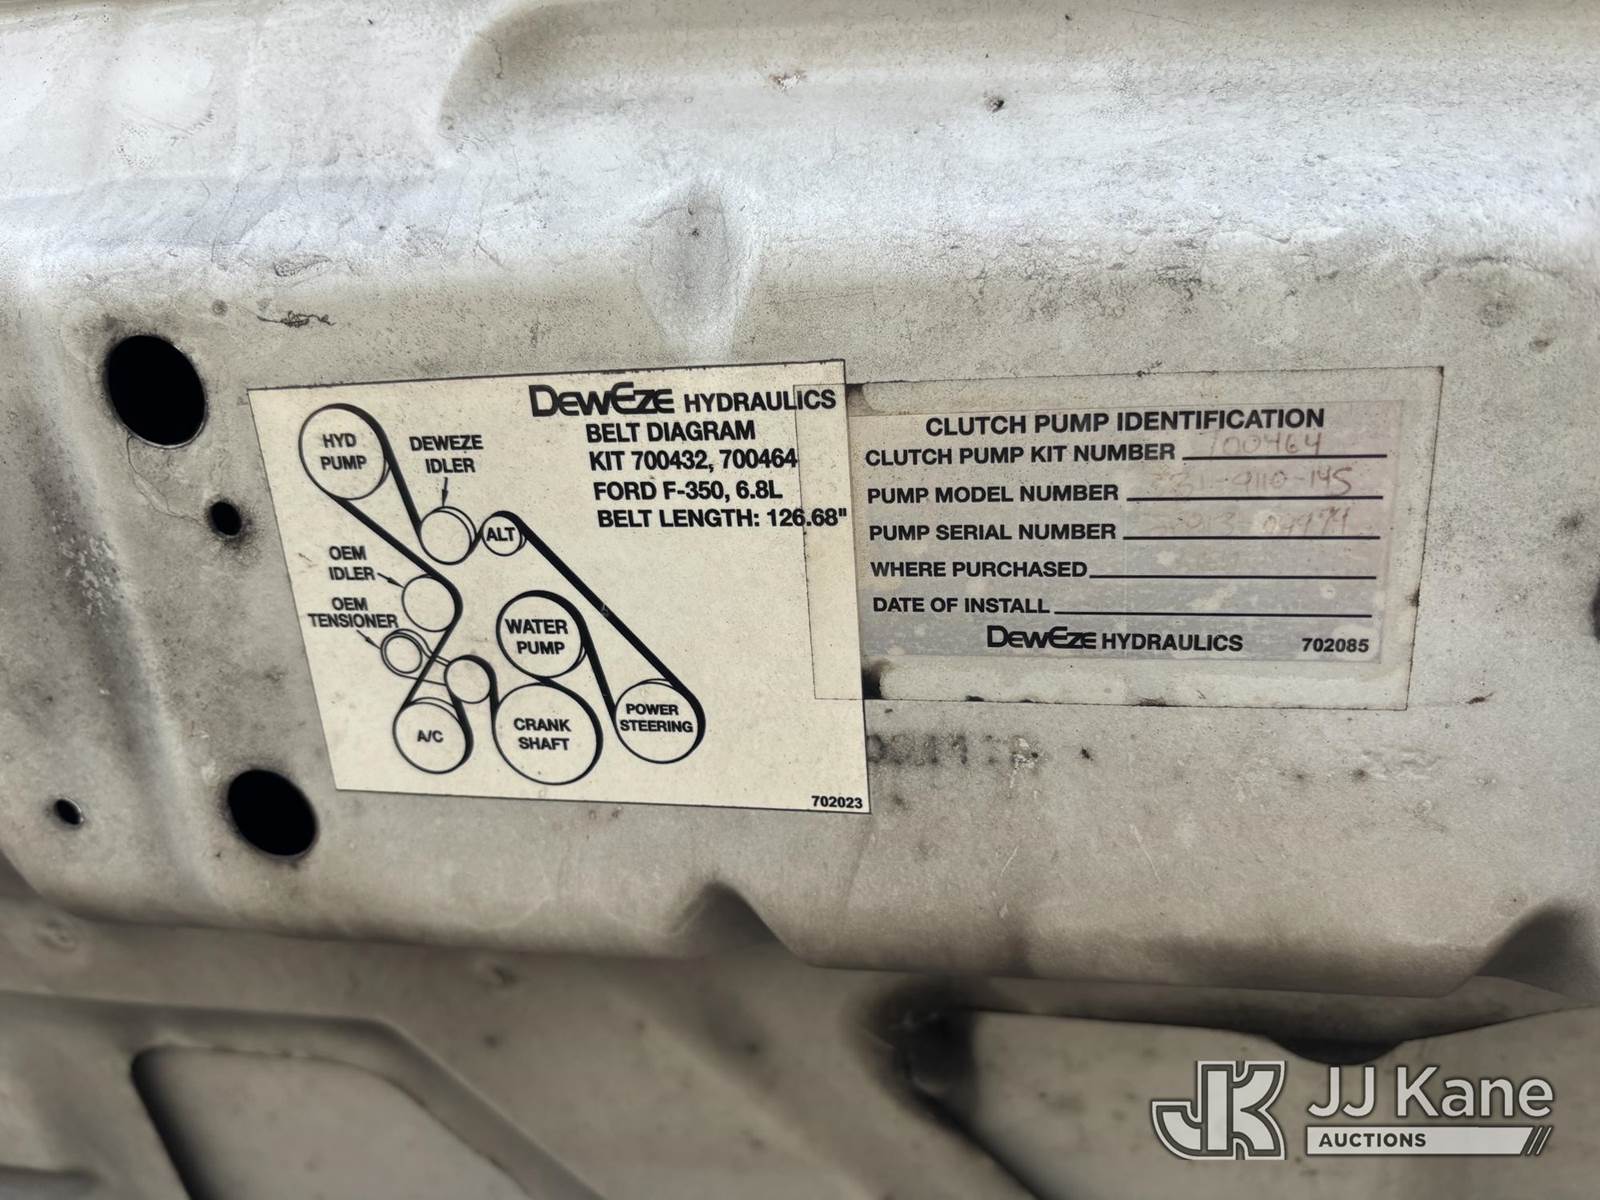 DewEze HYDRAULICS
BELT DIAGRAM
KIT 700432, 700464
FORD F-350, 6.8L
BELT LENGTH: 126.68"
HYD
PUMP
DEWEZE
IDLER
ALT
OEM
IDLER
OEM
TENSIONER
WATER
PUMP
A/C
CRANK
SHAFT
POWER
STEERING
702023
CLUTCH PUMP IDENTIFICATION
CLUTCH PUMP KIT NUMBER 700464
PUMP MODEL NUMBER
PUMP SERIAL NUMBER
WHERE PURCHASED
DATE OF INSTALL
DewEze HYDRAULICS 702085
JK JJ Kane
AUCTIONS